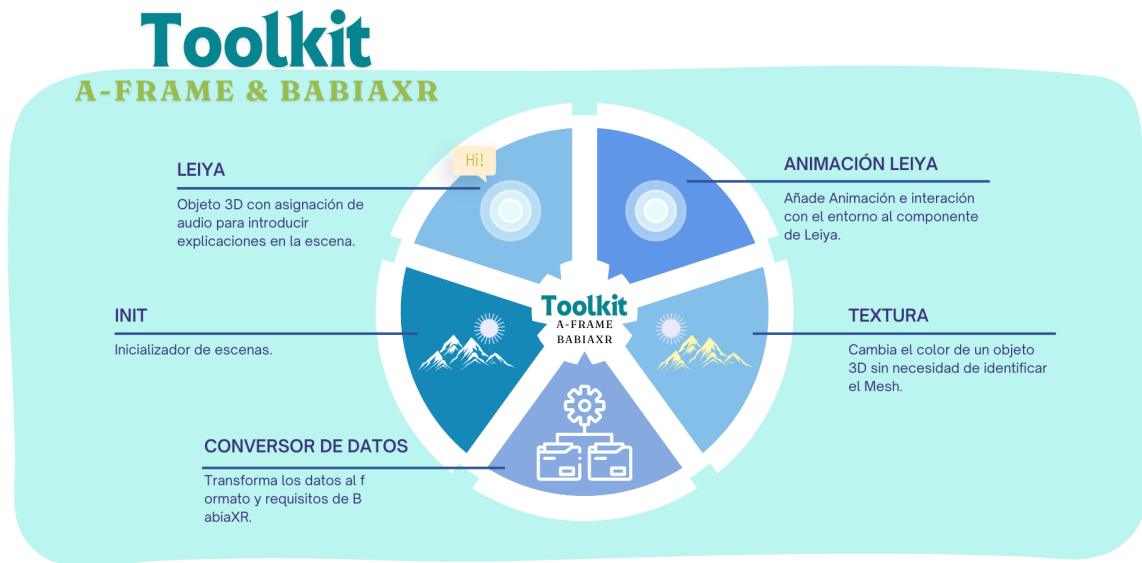 Toolkit
A-FRAME & BABIAXR
LEIYA
Objeto 3D con asignación de
audio para introducir
explicaciones en la escena.
Hi!
ANIMACIÓN LEIYA
Añade Animación e interación
con el entorno al componente
de Leiya.
INIT
Inicializador de escenas.
Toolkit
A-FRAME
BABIAXR
TEXTURA
Cambia el color de un objeto
3D sin necesidad de identificar
el Mesh.
CONVERSOR DE DATOS
Transforma los datos al f
ormato y requisitos de B
abiaXR.